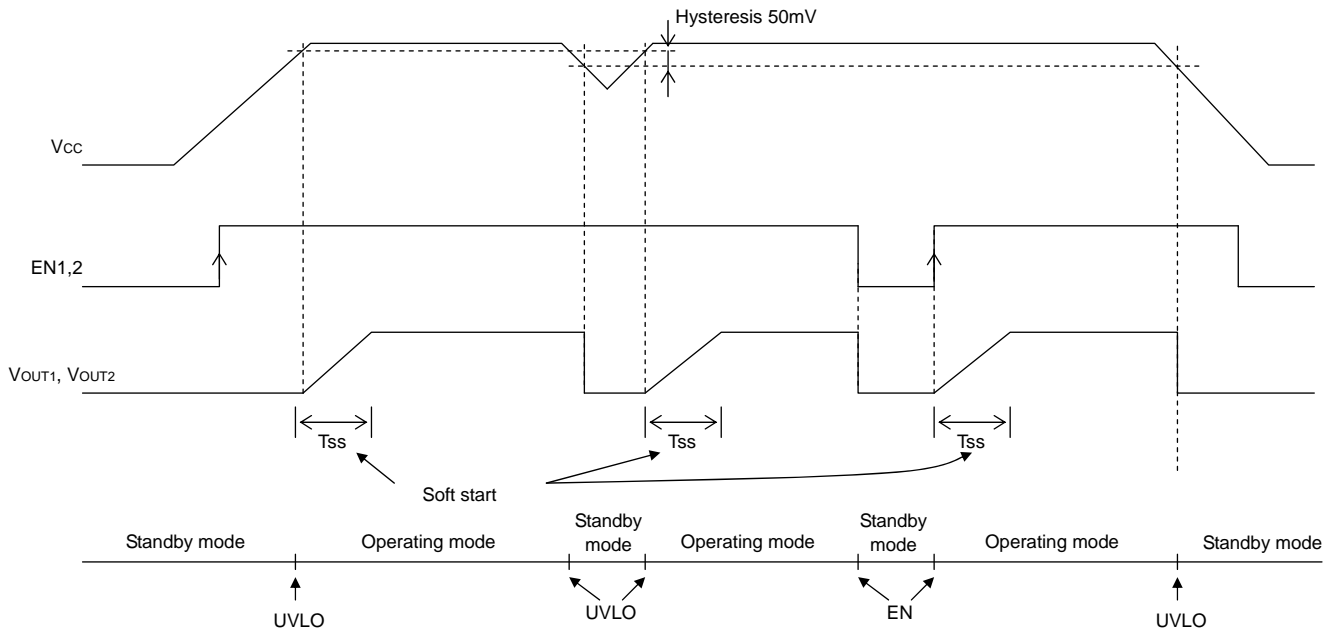 Hysteresis 50mV
Vcc
EN1,2
VOUT1, VOUT2
Tss
Tss
Tss
Soft start
Standby mode
Operating mode
Standby
mode
Operating mode
Standby
mode
Operating mode
Standby mode
UVLO
UVLO
EN
UVLO